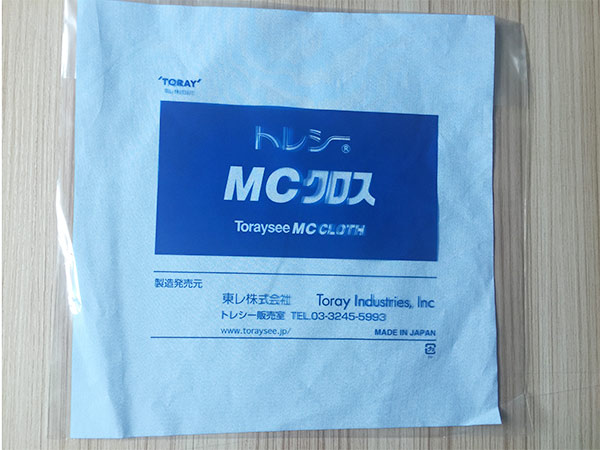 'TORAY'
トレシー®
MCクロス
Toraysee MC CLOTH
製造発売元
東レ株式会社 Toray Industries, Inc
トレシー販売室 TEL.03-3245-5993
www.toraysee.jp/ MADE IN JAPAN